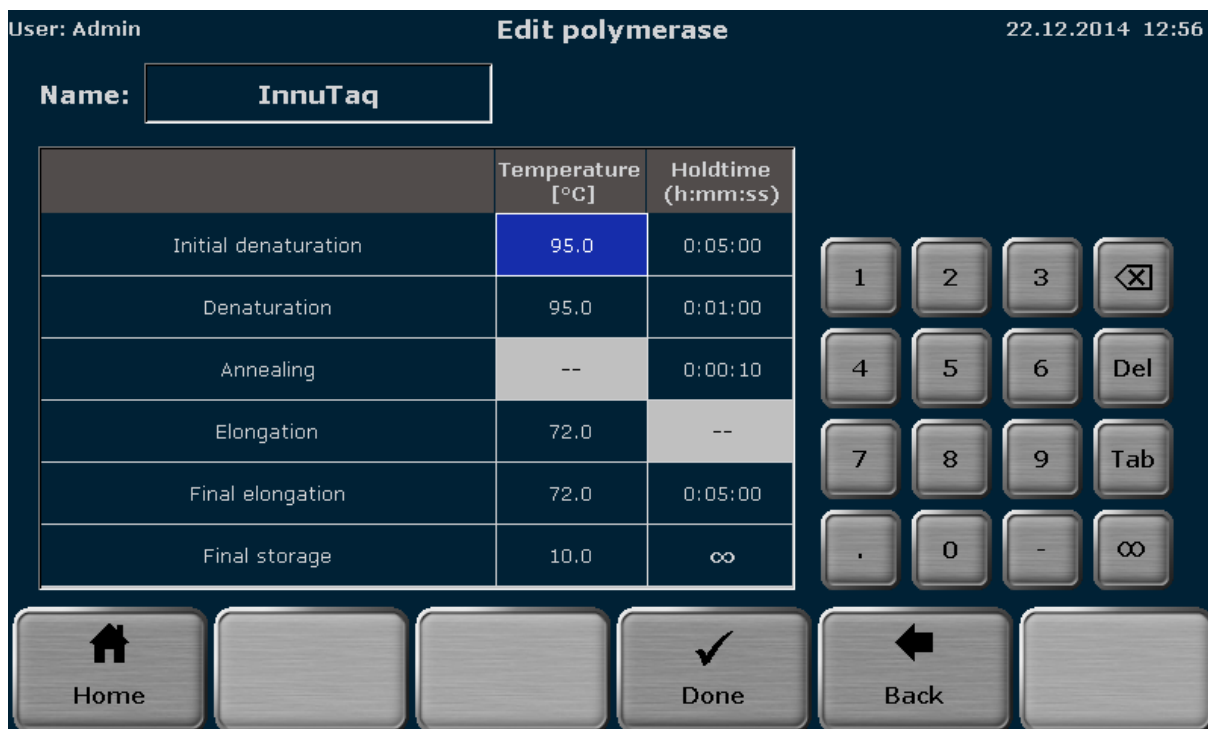 User: Admin Edit polymerase 22.12.2014 12:56
Name: InnuTaq
Temperature [°C] Holdtime (h:mm:ss)
Initial denaturation 95.0 0:05:00
Denaturation 95.0 0:01:00
Annealing -- 0:00:10
Elongation 72.0 --
Final elongation 72.0 0:05:00
Final storage 10.0 ∞
1 2 3
4 5 6 Del
7 8 9 Tab
. 0 - ∞
Home Done Back